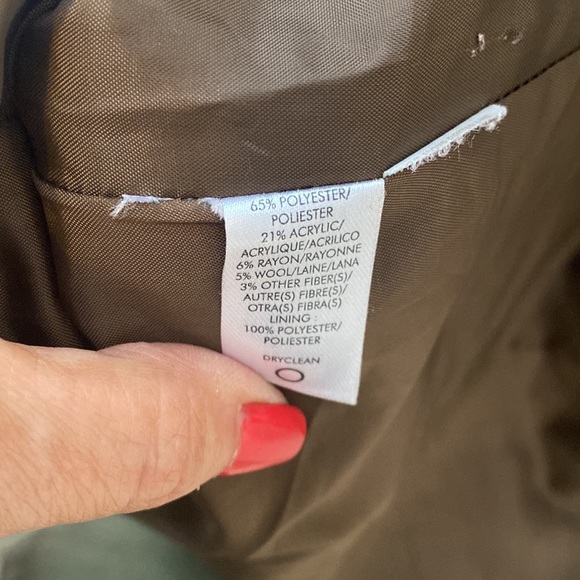 65% POLYESTER/
POLIESTER
21% ACRYLIC/
ACRYLIQUE/ACRILICO
6% RAYON/RAYONNE
5% WOOL/LAINE/LANA
3% OTHER FIBER(S)/
AUTRE(S) FIBRE(S)/
OTRA(S) FIBRA(S)
LINING :
100% POLYESTER/
POLIESTER
DRYCLEAN